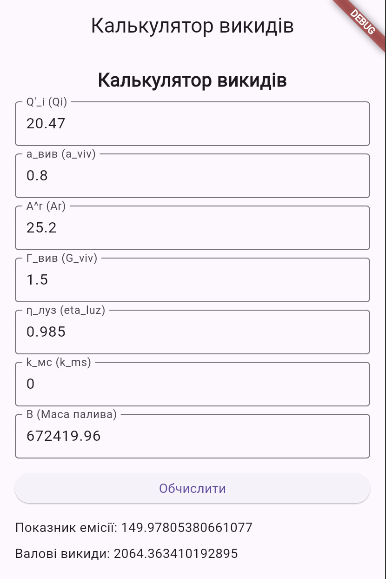 Калькулятор викидів
DEBUG
Калькулятор викидів
Q'_i (Qi)
20.47
a_вив (a_viv)
0.8
A^r (Ar)
25.2
Г_вив (G_viv)
1.5
η_луз (eta_luz)
0.985
k_мс (k_ms)
0
B (Маса палива)
672419.96
Обчислити
Показник емісії: 149.97805380661077
Валові викиди: 2064.363410192895